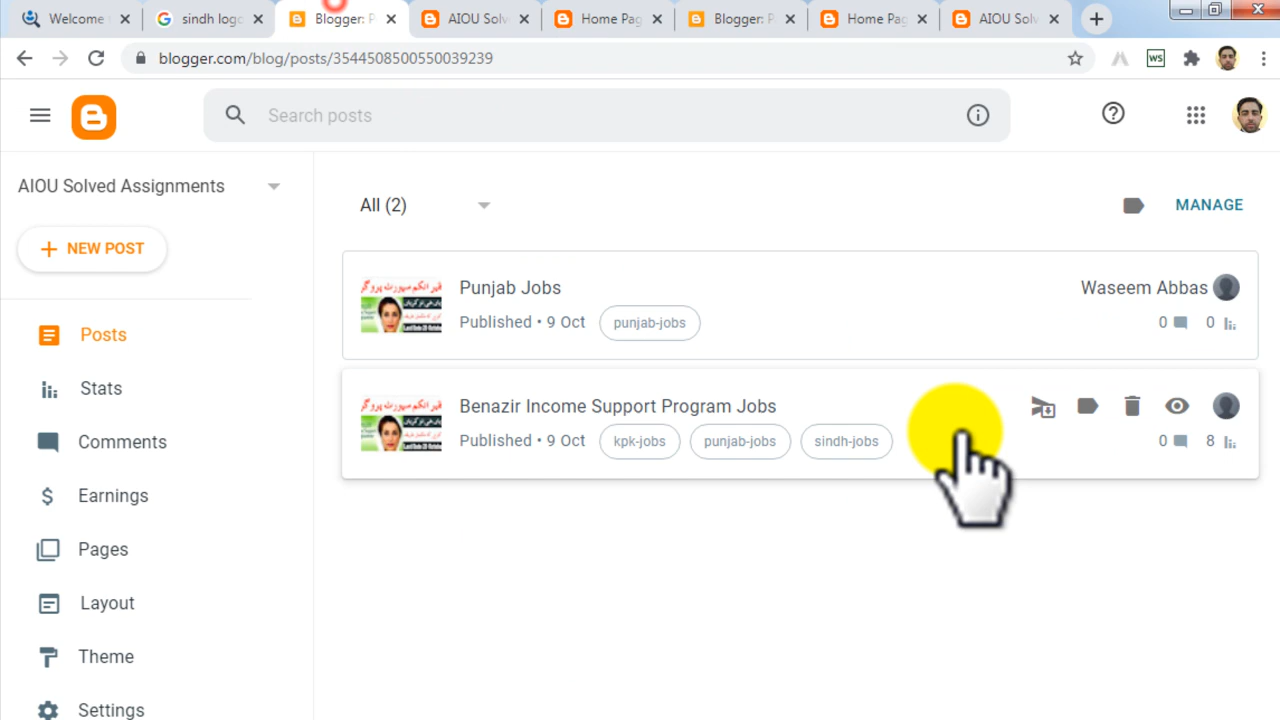 Welcome
sindh logo
Blogger: P
AIOU Solv
Home Pag
Blogger: P
Home Pag
AIOU Solv
blogger.com/blog/posts/3544508500550039239
WS
Search posts
AIOU Solved Assignments
All (2)
MANAGE
NEW POST
Punjab Jobs
Waseem Abbas
Published • 9 Oct
punjab-jobs
0
0
Posts
Stats
Benazir Income Support Program Jobs
Published • 9 Oct
kpk-jobs
punjab-jobs
sindh-jobs
0
8
Comments
Earnings
Pages
Layout
Theme
Settings